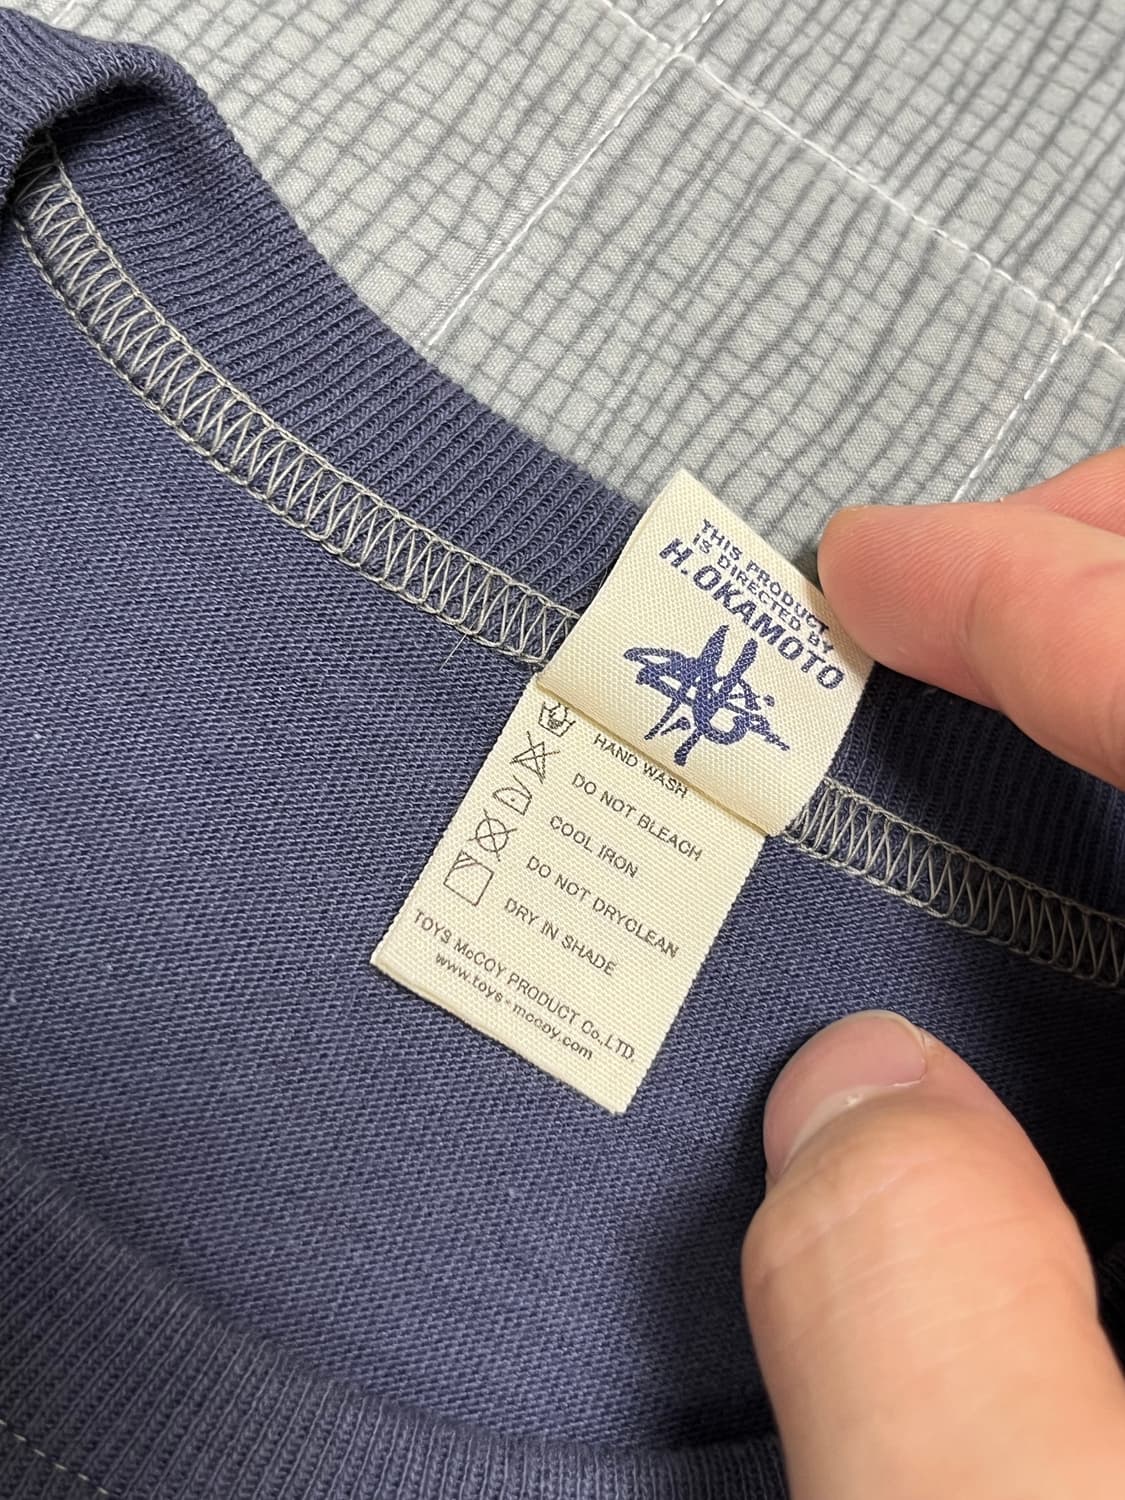 THIS PRODUCT
IS DIRECTED BY
H.OKAMOTO
HAND WASH
DO NOT BLEACH
COOL IRON
DO NOT DRYCLEAN
DRY IN SHADE
TOYS McCOY PRODUCT Co.,LTD.
www.toys-mccoy.com